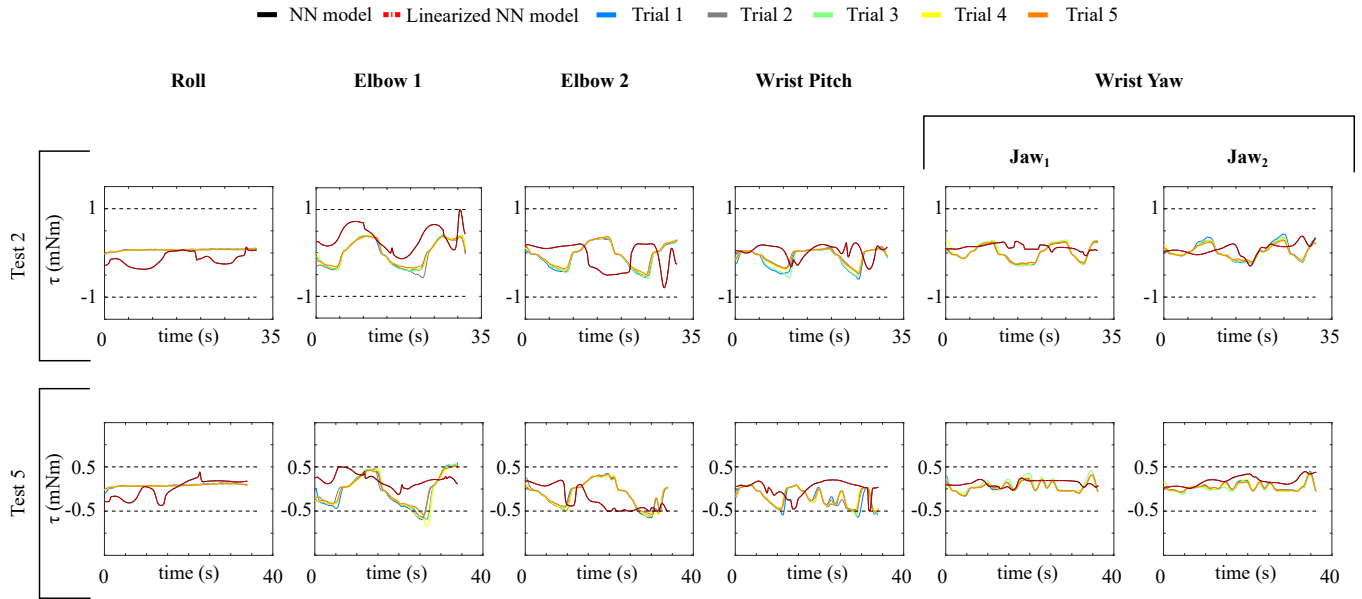 NN model Linearized NN model Trial 1 Trial 2 Trial 3 Trial 4 Trial 5
Roll Elbow 1 Elbow 2 Wrist Pitch Wrist Yaw
Jaw₁ Jaw₂
Test 2
τ (mNm)
1 1 1 1 1 1
-1 -1 -1 -1 -1 -1
0 time (s) 35 0 time (s) 35 0 time (s) 35 0 time (s) 35 0 time (s) 35 0 time (s) 35
Test 5
τ (mNm)
0.5 0.5 0.5 0.5 0.5 0.5
-0.5 -0.5 -0.5 -0.5 -0.5 -0.5
0 time (s) 40 0 time (s) 40 0 time (s) 40 0 time (s) 40 0 time (s) 40 0 time (s) 40